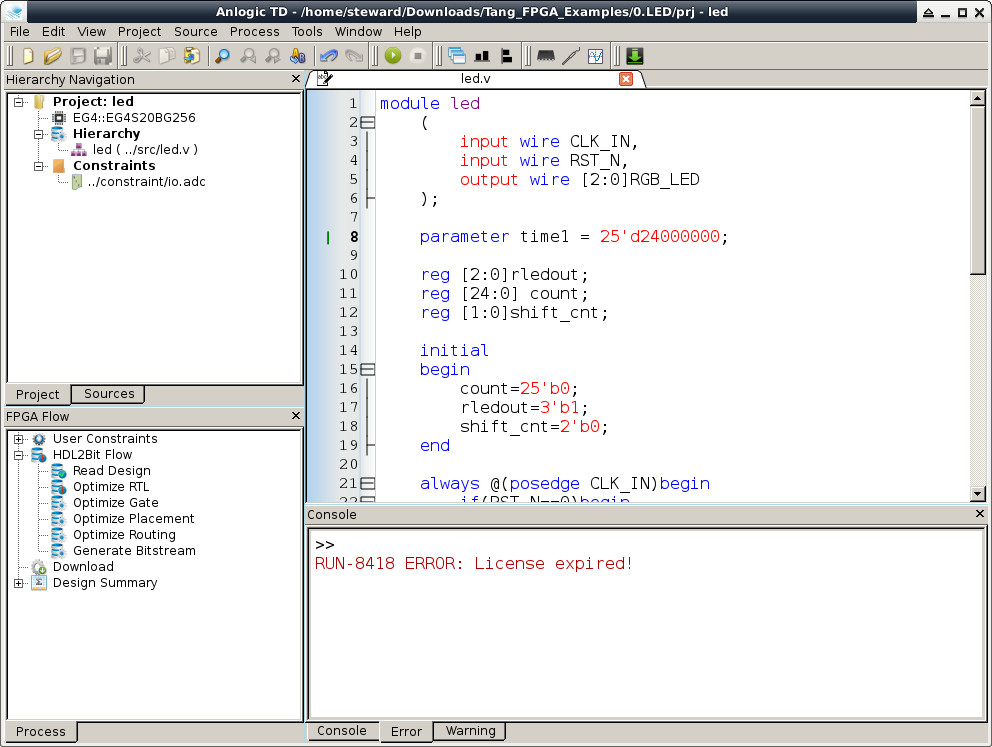 Anlogic TD - /home/steward/Downloads/Tang_FPGA_Examples/0.LED/prj - led
File Edit View Project Source Process Tools Window Help
Hierarchy Navigation
Project: led
EG4::EG4S20BG256
Hierarchy
led ( ../src/led.v )
Constraints
../constraint/io.adc
Project Sources
FPGA Flow
User Constraints
HDL2Bit Flow
Read Design
Optimize RTL
Optimize Gate
Optimize Placement
Optimize Routing
Generate Bitstream
Download
Design Summary
Process
led.v
1 module led
2 (
3 input wire CLK_IN,
4 input wire RST_N,
5 output wire [2:0]RGB_LED
6 );
7
8 parameter time1 = 25'd24000000;
9
10 reg [2:0]rledout;
11 reg [24:0] count;
12 reg [1:0]shift_cnt;
13
14 initial
15 begin
16 count=25'b0;
17 rledout=3'b1;
18 shift_cnt=2'b0;
19 end
20
21 always @(posedge CLK_IN)begin
22 if(RST_N==0)begin
Console
>>
RUN-8418 ERROR: License expired!
Console Error Warning